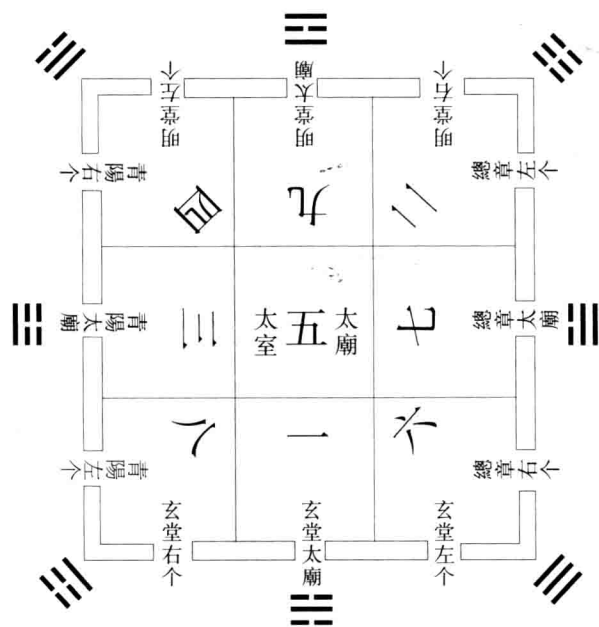 明堂左个
明堂太廟
明堂右个
青陽右个
總章左个
四
九
二
青陽太廟
三
太室
五
太廟
七
總章太廟
八
一
六
青陽左个
總章右个
玄堂右个
玄堂太廟
玄堂左个